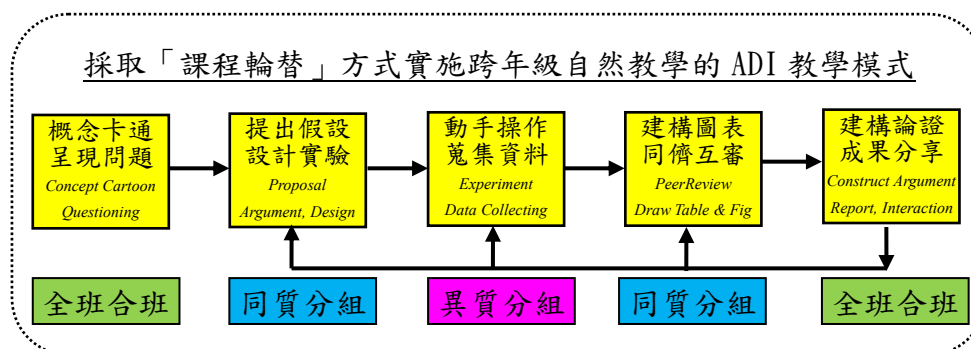 採取「課程輪替」方式實施跨年級自然教學的 ADI 教學模式
概念卡通
呈現問題
Concept Cartoon
Questioning
提出假設
設計實驗
Proposal
Argument, Design
動手操作
蒐集資料
Experiment
Data Collecting
建構圖表
同儕互審
PeerReview
Draw Table & Fig
建構論證
成果分享
Construct Argument
Report, Interaction
全班合班
同質分組
異質分組
同質分組
全班合班